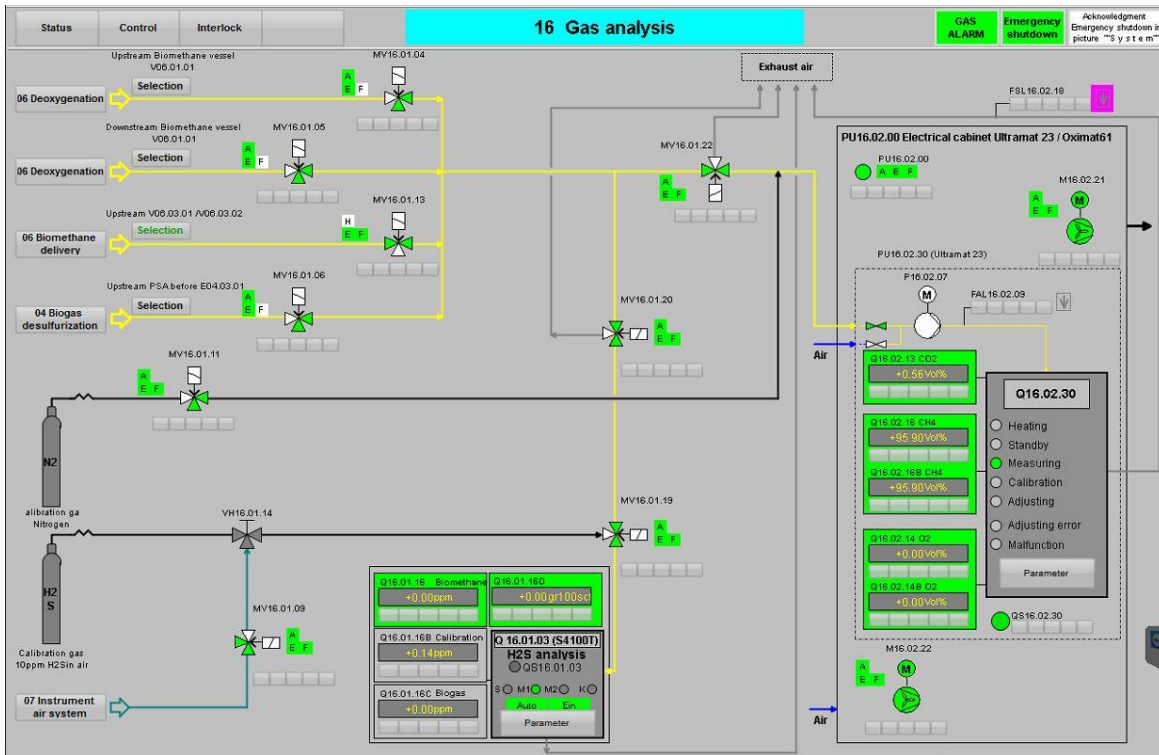 Status
Control
Interlock
16 Gas analysis
GAS ALARM
Emergency shutdown
Acknowledgment
Emergency shutdown in
picture ""S y s t e m""
Upstream Biomethane vessel
V06.01.01
Selection
06 Deoxygenation
A
E F
MV16.01.04
Downstream Biomethane vessel
V06.01.01
Selection
06 Deoxygenation
A
E F
MV16.01.05
Upstream V06.03.01 /V06.03.02
Selection
06 Biomethane
delivery
H
E F
MV16.01.13
Upstream PSA before E04.03.01
Selection
04 Biogas
desulfurization
A
E F
MV16.01.06
MV16.01.11
A
E F
N2
alibration ga
Nitrogen
VH16.01.14
H2
S
Calibration gas
10ppm H2Sin air
MV16.01.09
A
E F
07 Instrument
air system
Exhaust air
MV16.01.22
A
E F
MV16.01.20
A
E F
MV16.01.19
A
E F
Q16.01.16 Biomethane
+0.00ppm
Q16.01.16D
+0.00gr100scf
Q16.01.16B Calibration
+0.14ppm
Q16.01.16C Biogas
+0.00ppm
Q 16.01.03 (S4100T)
H2S analysis
QS16.01.03
S M1 M2 K
Auto Ein
Parameter
FSL16.02.18
PU16.02.00 Electrical cabinet Ultramat 23 / Oximat61
PU16.02.00
A E F
M16.02.21
A
E F
M
PU16.02.30 (Ultramat 23)
P16.02.07
M
FAL16.02.09
Air
Q16.02.13 CO2
+0.56Vol%
Q16.02.16 CH4
+95.90Vol%
Q16.02.16B CH4
+95.90Vol%
Q16.02.14 O2
+0.00Vol%
Q16.02.14B O2
+0.00Vol%
Q16.02.30
Heating
Standby
Measuring
Calibration
Adjusting
Adjusting error
Malfunction
Parameter
QS16.02.30
M16.02.22
A
E F
M
Air